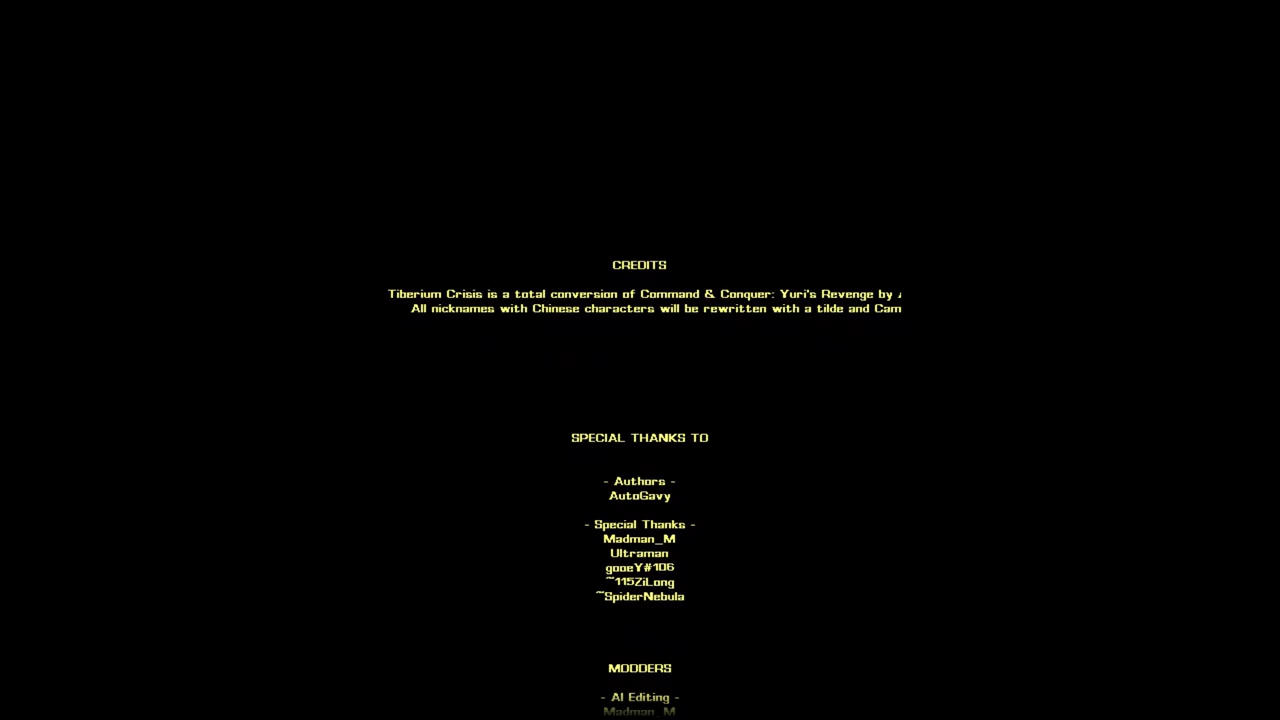 CREDITS
Tiberium Crisis is a total conversion of Command & Conquer: Yuri's Revenge by
All nicknames with Chinese characters will be rewritten with a tilde and Cam
SPECIAL THANKS TO
- Authors -
AutoGavy
- Special Thanks -
Madman_M
Ultraman
gooeY#106
~115ZiLong
~SpiderNebula
MODDERS
- AI Editing -
Madman_M